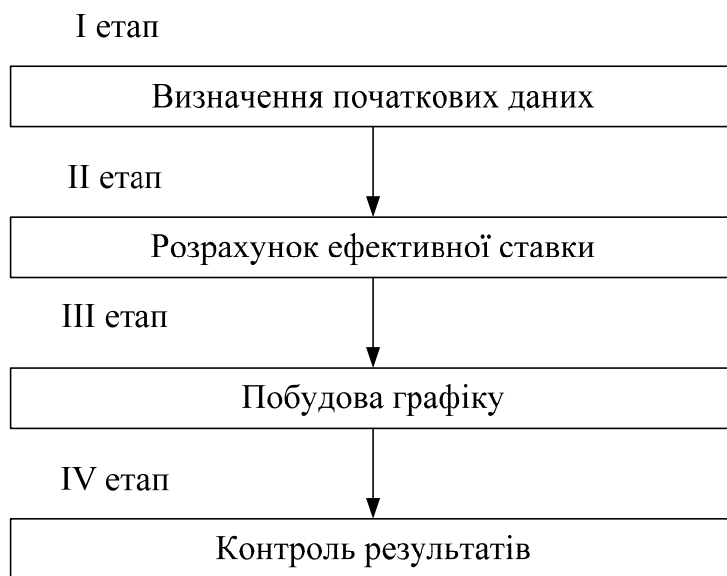 I етап
Визначення початкових даних
II етап
Розрахунок ефективної ставки
III етап
Побудова графіку
IV етап
Контроль результатів